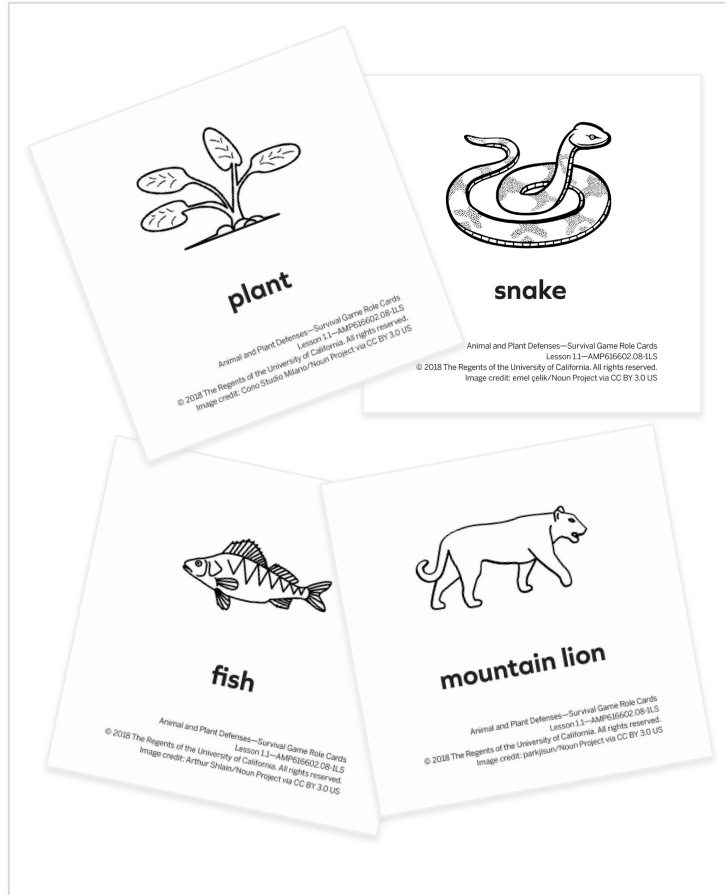 plant
Animal and Plant Defenses—Survival Game Role Cards
Lesson 1.1—AMP616602.08-1LS
© 2018 The Regents of the University of California. All rights reserved.
Image credit: Cono Studio Milano/Noun Project via CC BY 3.0 US
snake
Animal and Plant Defenses—Survival Game Role Cards
Lesson 1.1—AMP616602.08-1LS
© 2018 The Regents of the University of California. All rights reserved.
Image credit: emel çelik/Noun Project via CC BY 3.0 US
fish
Animal and Plant Defenses—Survival Game Role Cards
Lesson 1.1—AMP616602.08-1LS
© 2018 The Regents of the University of California. All rights reserved.
Image credit: Arthur Shlain/Noun Project via CC BY 3.0 US
mountain lion
Animal and Plant Defenses—Survival Game Role Cards
Lesson 1.1—AMP616602.08-1LS
© 2018 The Regents of the University of California. All rights reserved.
Image credit: parkjisun/Noun Project via CC BY 3.0 US